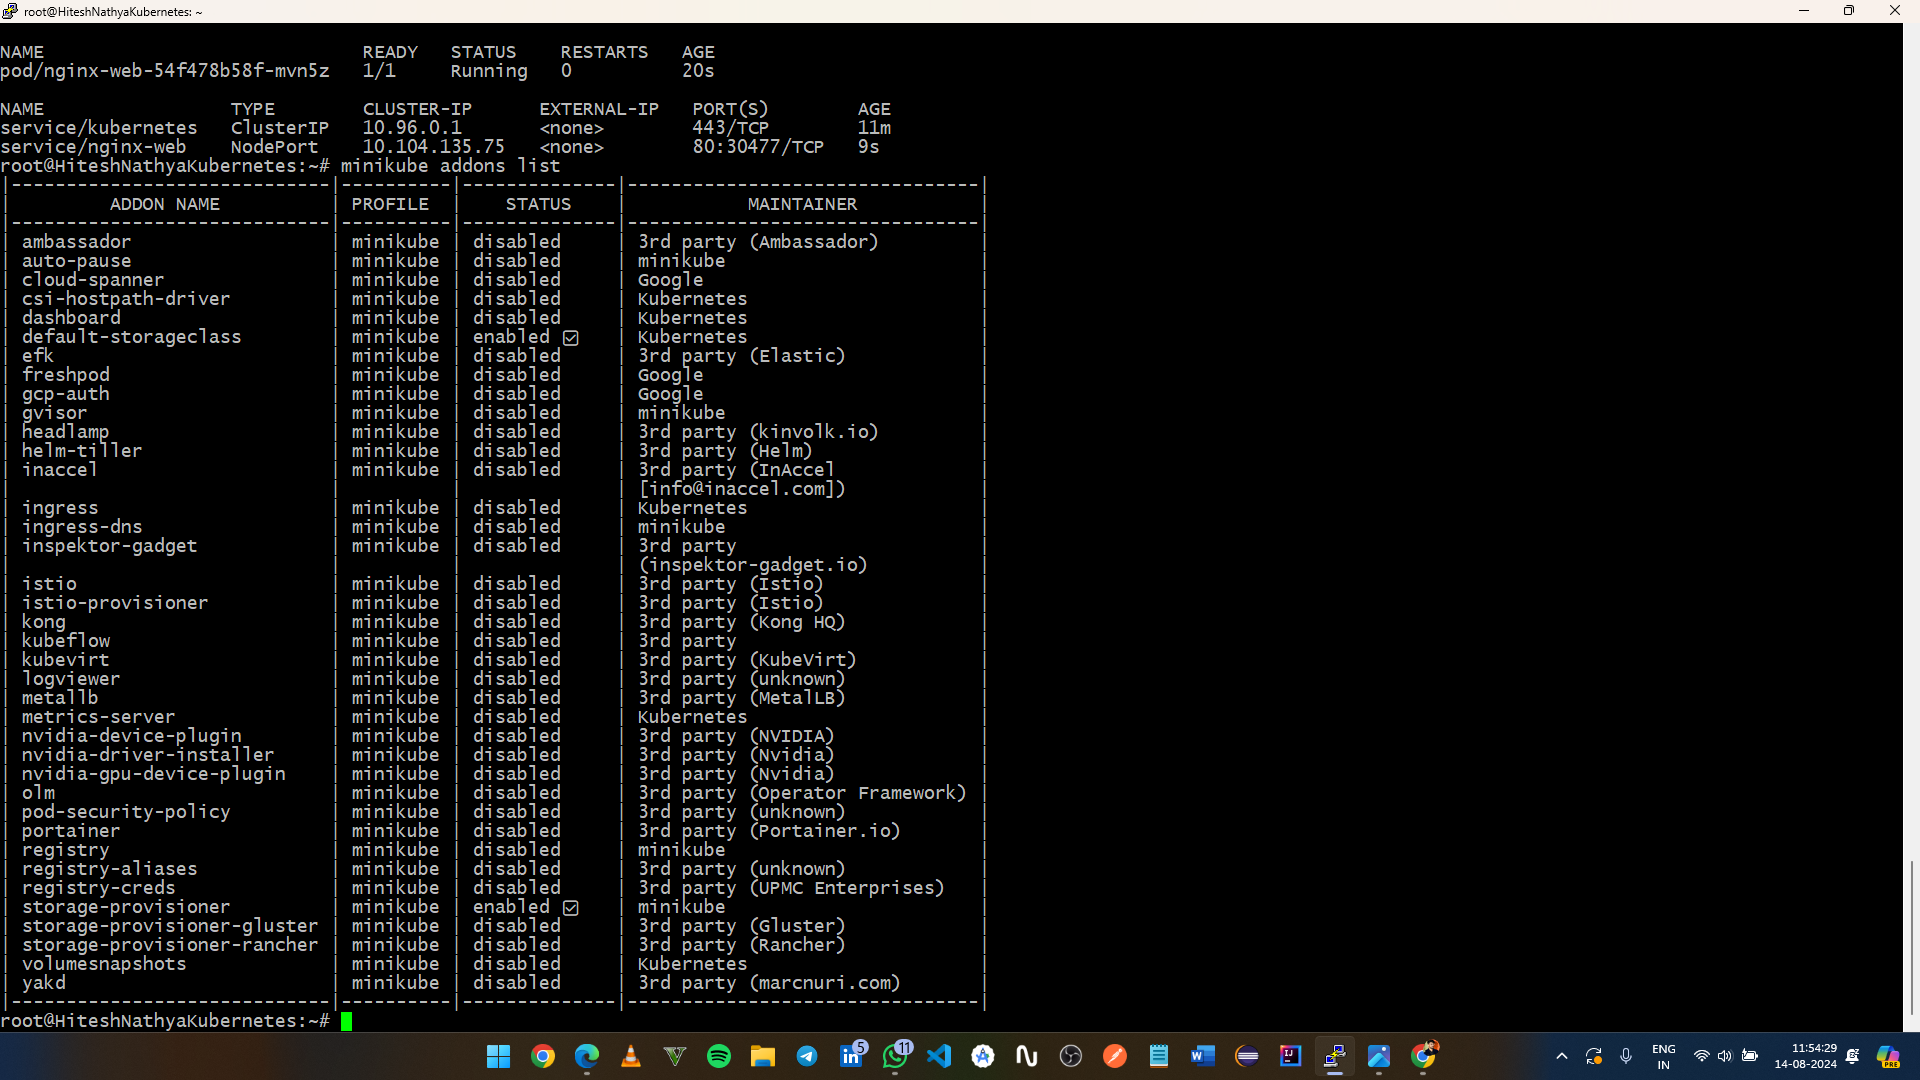 root@HiteshNathyaKubernetes: ~
NAME READY STATUS RESTARTS AGE
pod/nginx-web-54f478b58f-mvn5z 1/1 Running 0 20s
NAME TYPE CLUSTER-IP EXTERNAL-IP PORT(S) AGE
service/kubernetes ClusterIP 10.96.0.1 <none> 443/TCP 11m
service/nginx-web NodePort 10.104.135.75 <none> 80:30477/TCP 9s
root@HiteshNathyaKubernetes:~# minikube addons list
|-----------------------------|----------|--------------|--------------------------------|
| ADDON NAME | PROFILE | STATUS | MAINTAINER |
|-----------------------------|----------|--------------|--------------------------------|
| ambassador | minikube | disabled | 3rd party (Ambassador) |
| auto-pause | minikube | disabled | minikube |
| cloud-spanner | minikube | disabled | Google |
| csi-hostpath-driver | minikube | disabled | Kubernetes |
| dashboard | minikube | disabled | Kubernetes |
| default-storageclass | minikube | enabled ☑ | Kubernetes |
| efk | minikube | disabled | 3rd party (Elastic) |
| freshpod | minikube | disabled | Google |
| gcp-auth | minikube | disabled | Google |
| gvisor | minikube | disabled | minikube |
| headlamp | minikube | disabled | 3rd party (kinvolk.io) |
| helm-tiller | minikube | disabled | 3rd party (Helm) |
| inaccel | minikube | disabled | 3rd party (InAccel |
| | | | [info@inaccel.com]) |
| ingress | minikube | disabled | Kubernetes |
| ingress-dns | minikube | disabled | minikube |
| inspektor-gadget | minikube | disabled | 3rd party |
| | | | (inspektor-gadget.io) |
| istio | minikube | disabled | 3rd party (Istio) |
| istio-provisioner | minikube | disabled | 3rd party (Istio) |
| kong | minikube | disabled | 3rd party (Kong HQ) |
| kubeflow | minikube | disabled | 3rd party |
| kubevirt | minikube | disabled | 3rd party (KubeVirt) |
| logviewer | minikube | disabled | 3rd party (unknown) |
| metallb | minikube | disabled | 3rd party (MetalLB) |
| metrics-server | minikube | disabled | Kubernetes |
| nvidia-device-plugin | minikube | disabled | 3rd party (NVIDIA) |
| nvidia-driver-installer | minikube | disabled | 3rd party (Nvidia) |
| nvidia-gpu-device-plugin | minikube | disabled | 3rd party (Nvidia) |
| olm | minikube | disabled | 3rd party (Operator Framework) |
| pod-security-policy | minikube | disabled | 3rd party (unknown) |
| portainer | minikube | disabled | 3rd party (Portainer.io) |
| registry | minikube | disabled | minikube |
| registry-aliases | minikube | disabled | 3rd party (unknown) |
| registry-creds | minikube | disabled | 3rd party (UPMC Enterprises) |
| storage-provisioner | minikube | enabled ☑ | minikube |
| storage-provisioner-gluster | minikube | disabled | 3rd party (Gluster) |
| storage-provisioner-rancher | minikube | disabled | 3rd party (Rancher) |
| volumesnapshots | minikube | disabled | Kubernetes |
| yakd | minikube | disabled | 3rd party (marcnuri.com) |
|-----------------------------|----------|--------------|--------------------------------|
root@HiteshNathyaKubernetes:~#
5
11
ENG
IN
11:54:29
14-08-2024
PRE